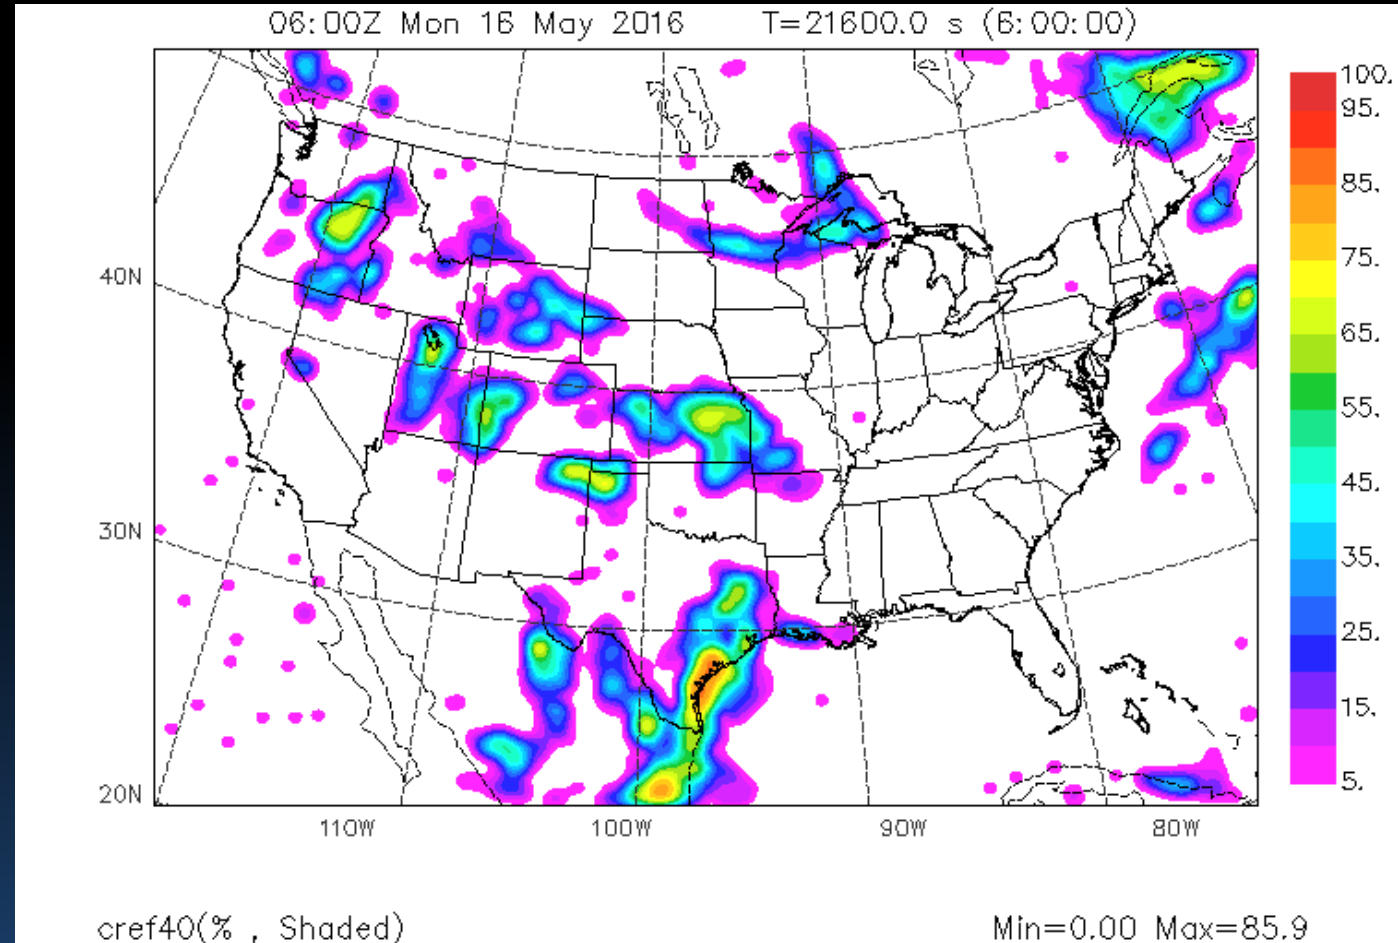 06:00Z Mon 16 May 2016 T=21600.0 s (6:00:00)
100.
95.
85.
75.
65.
55.
45.
35.
25.
15.
5.
40N
30N
20N
110W 100W 90W 80W
cref40(% , Shaded) Min=0.00 Max=85.9